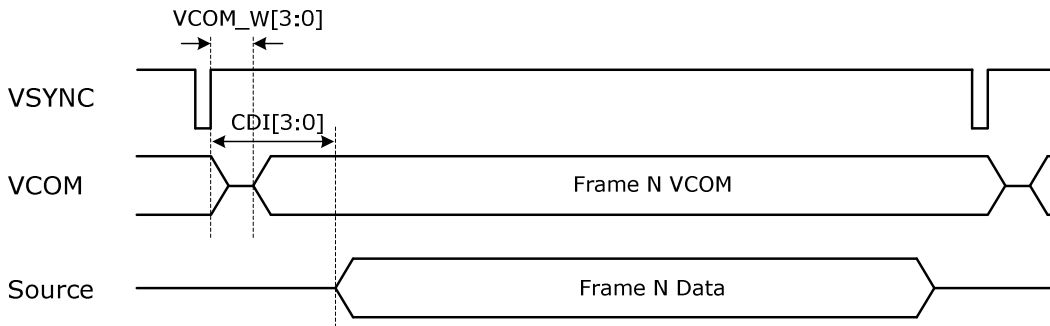 VCOM_W[3:0]
VSYNC
CDI[3:0]
VCOM
Frame N VCOM
Source
Frame N Data